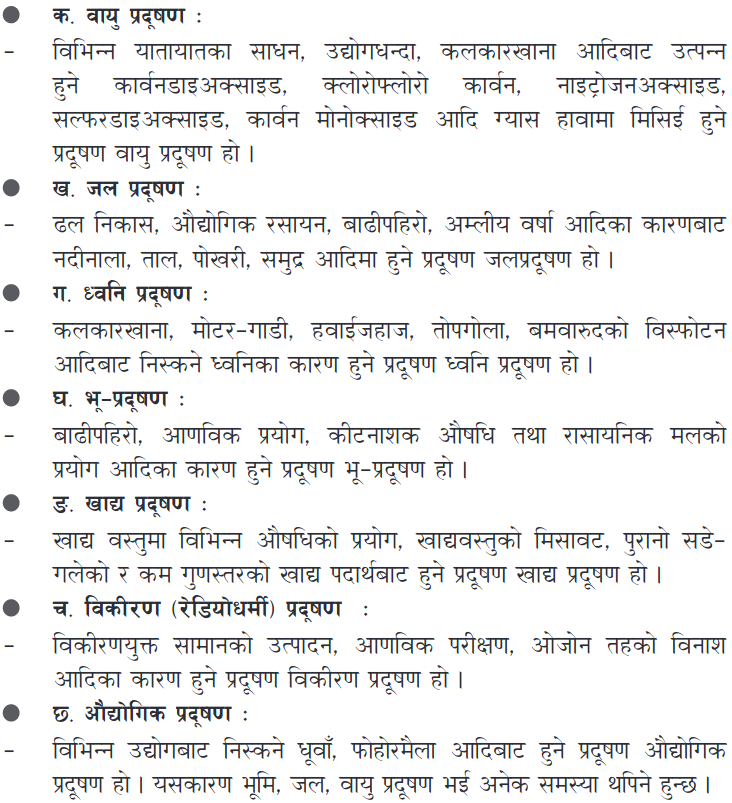 ● क. वायु प्रदूषण :
– विभिन्न यातायातका साधन, उद्योगधन्दा, कलकारखाना आदिबाट उत्पन्न
हुने कार्वनडाइअक्साइड, क्लोरोफ्लोरो कार्वन, नाइट्रोजनअक्साइड,
सल्फरडाइअक्साइड, कार्वन मोनोक्साइड आदि ग्यास हावामा मिसिई हुने
प्रदूषण वायु प्रदूषण हो ।
● ख. जल प्रदूषण :
– ढल निकास, औद्योगिक रसायन, बाढीपहिरो, अम्लीय वर्षा आदिका कारणबाट
नदीनाला, ताल, पोखरी, समुद्र आदिमा हुने प्रदूषण जलप्रदूषण हो ।
● ग. ध्वनि प्रदूषण :
– कलकारखाना, मोटर-गाडी, हवाईजहाज, तोपगोला, बमवारुदको विस्फोटन
आदिबाट निस्कने ध्वनिका कारण हुने प्रदूषण ध्वनि प्रदूषण हो ।
● घ. भू-प्रदूषण :
– बाढीपहिरो, आणविक प्रयोग, कीटनाशक औषधि तथा रासायनिक मलको
प्रयोग आदिका कारण हुने प्रदूषण भू-प्रदूषण हो ।
● ङ. खाद्य प्रदूषण :
– खाद्य वस्तुमा विभिन्न औषधिको प्रयोग, खाद्यवस्तुको मिसावट, पुरानो सडे-
गलेको र कम गुणस्तरको खाद्य पदार्थबाट हुने प्रदूषण खाद्य प्रदूषण हो ।
● च. विकीरण (रेडियोधर्मी) प्रदूषण :
– विकीरणयुक्त सामानको उत्पादन, आणविक परीक्षण, ओजोन तहको विनाश
आदिका कारण हुने प्रदूषण विकीरण प्रदूषण हो ।
● छ. औद्योगिक प्रदूषण :
– विभिन्न उद्योगबाट निस्कने धूवाँ, फोहोरमैला आदिबाट हुने प्रदूषण औद्योगिक
प्रदूषण हो । यसकारण भूमि, जल, वायु प्रदूषण भई अनेक समस्या थपिने हुन्छ ।